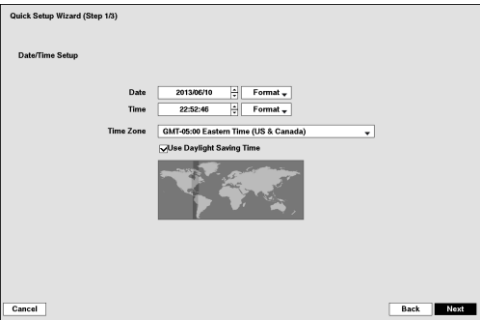 Quick Setup Wizard (Step 1/3)
Date/Time Setup
Date 2013/06/10 Format
Time 22:52:46 Format
Time Zone GMT-05:00 Eastern Time (US & Canada)
Use Daylight Saving Time
Cancel Back Next